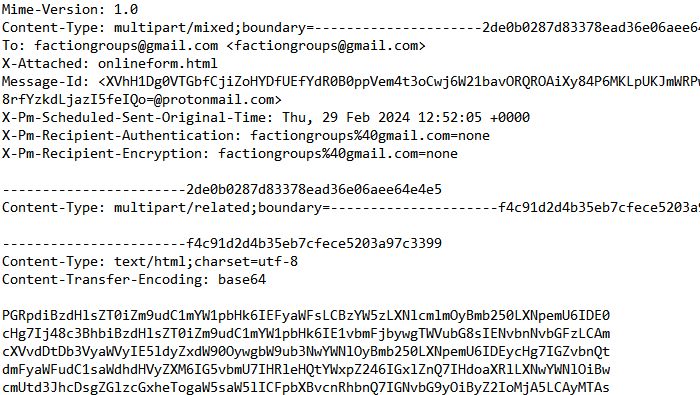 Mime-Version: 1.0
Content-Type: multipart/mixed;boundary=---------------------2de0b0287d83378ead36e06aee64
To: factiongroups@gmail.com <factiongroups@gmail.com>
X-Attached: onlineform.html
Message-Id: <XVhH1Dg0VTGbfCjiZoHYDfUEfYdR0B0ppVem4t3oCwj6W21bavORQROAiXy84P6MKLpUKJmWRPw
8rfYzkdLjazI5feIQo=@protonmail.com>
X-Pm-Scheduled-Sent-Original-Time: Thu, 29 Feb 2024 12:52:05 +0000
X-Pm-Recipient-Authentication: factiongroups%40gmail.com=none
X-Pm-Recipient-Encryption: factiongroups%40gmail.com=none
-----------------------2de0b0287d83378ead36e06aee64e4e5
Content-Type: multipart/related;boundary=---------------------f4c91d2d4b35eb7cfece5203a9
-----------------------f4c91d2d4b35eb7cfece5203a97c3399
Content-Type: text/html;charset=utf-8
Content-Transfer-Encoding: base64
PGRpdiBzdHlsZT0iZm9udC1mYW1pbHk6IEFyaWFsLCBzYW5zLXNlcmlmOyBmb250LXNpemU6IDE0
cHg7Ij48c3BhbiBzdHlsZT0iZm9udC1mYW1pbHk6IE1vbmFjbywgTWVubG8sIENvbnNvbGFzLCAm
cXVvdDtDb3VyaWVyIE5ldyZxdW90OywgbW9ub3NwYWNlOyBmb250LXNpemU6IDEycHg7IGZvbnQt
dmFyaWFudC1saWdhdHVyZXM6IG5vbmU7IHRleHQtYWxpZ246IGxlZnQ7IHdoaXRlLXNwYWNlOiBw
cmUtd3JhcDsgZGlzcGxheTogaW5saW5lICFpbXBvcnRhbnQ7IGNvbG9yOiByZ2IoMjA5LCAyMTAs